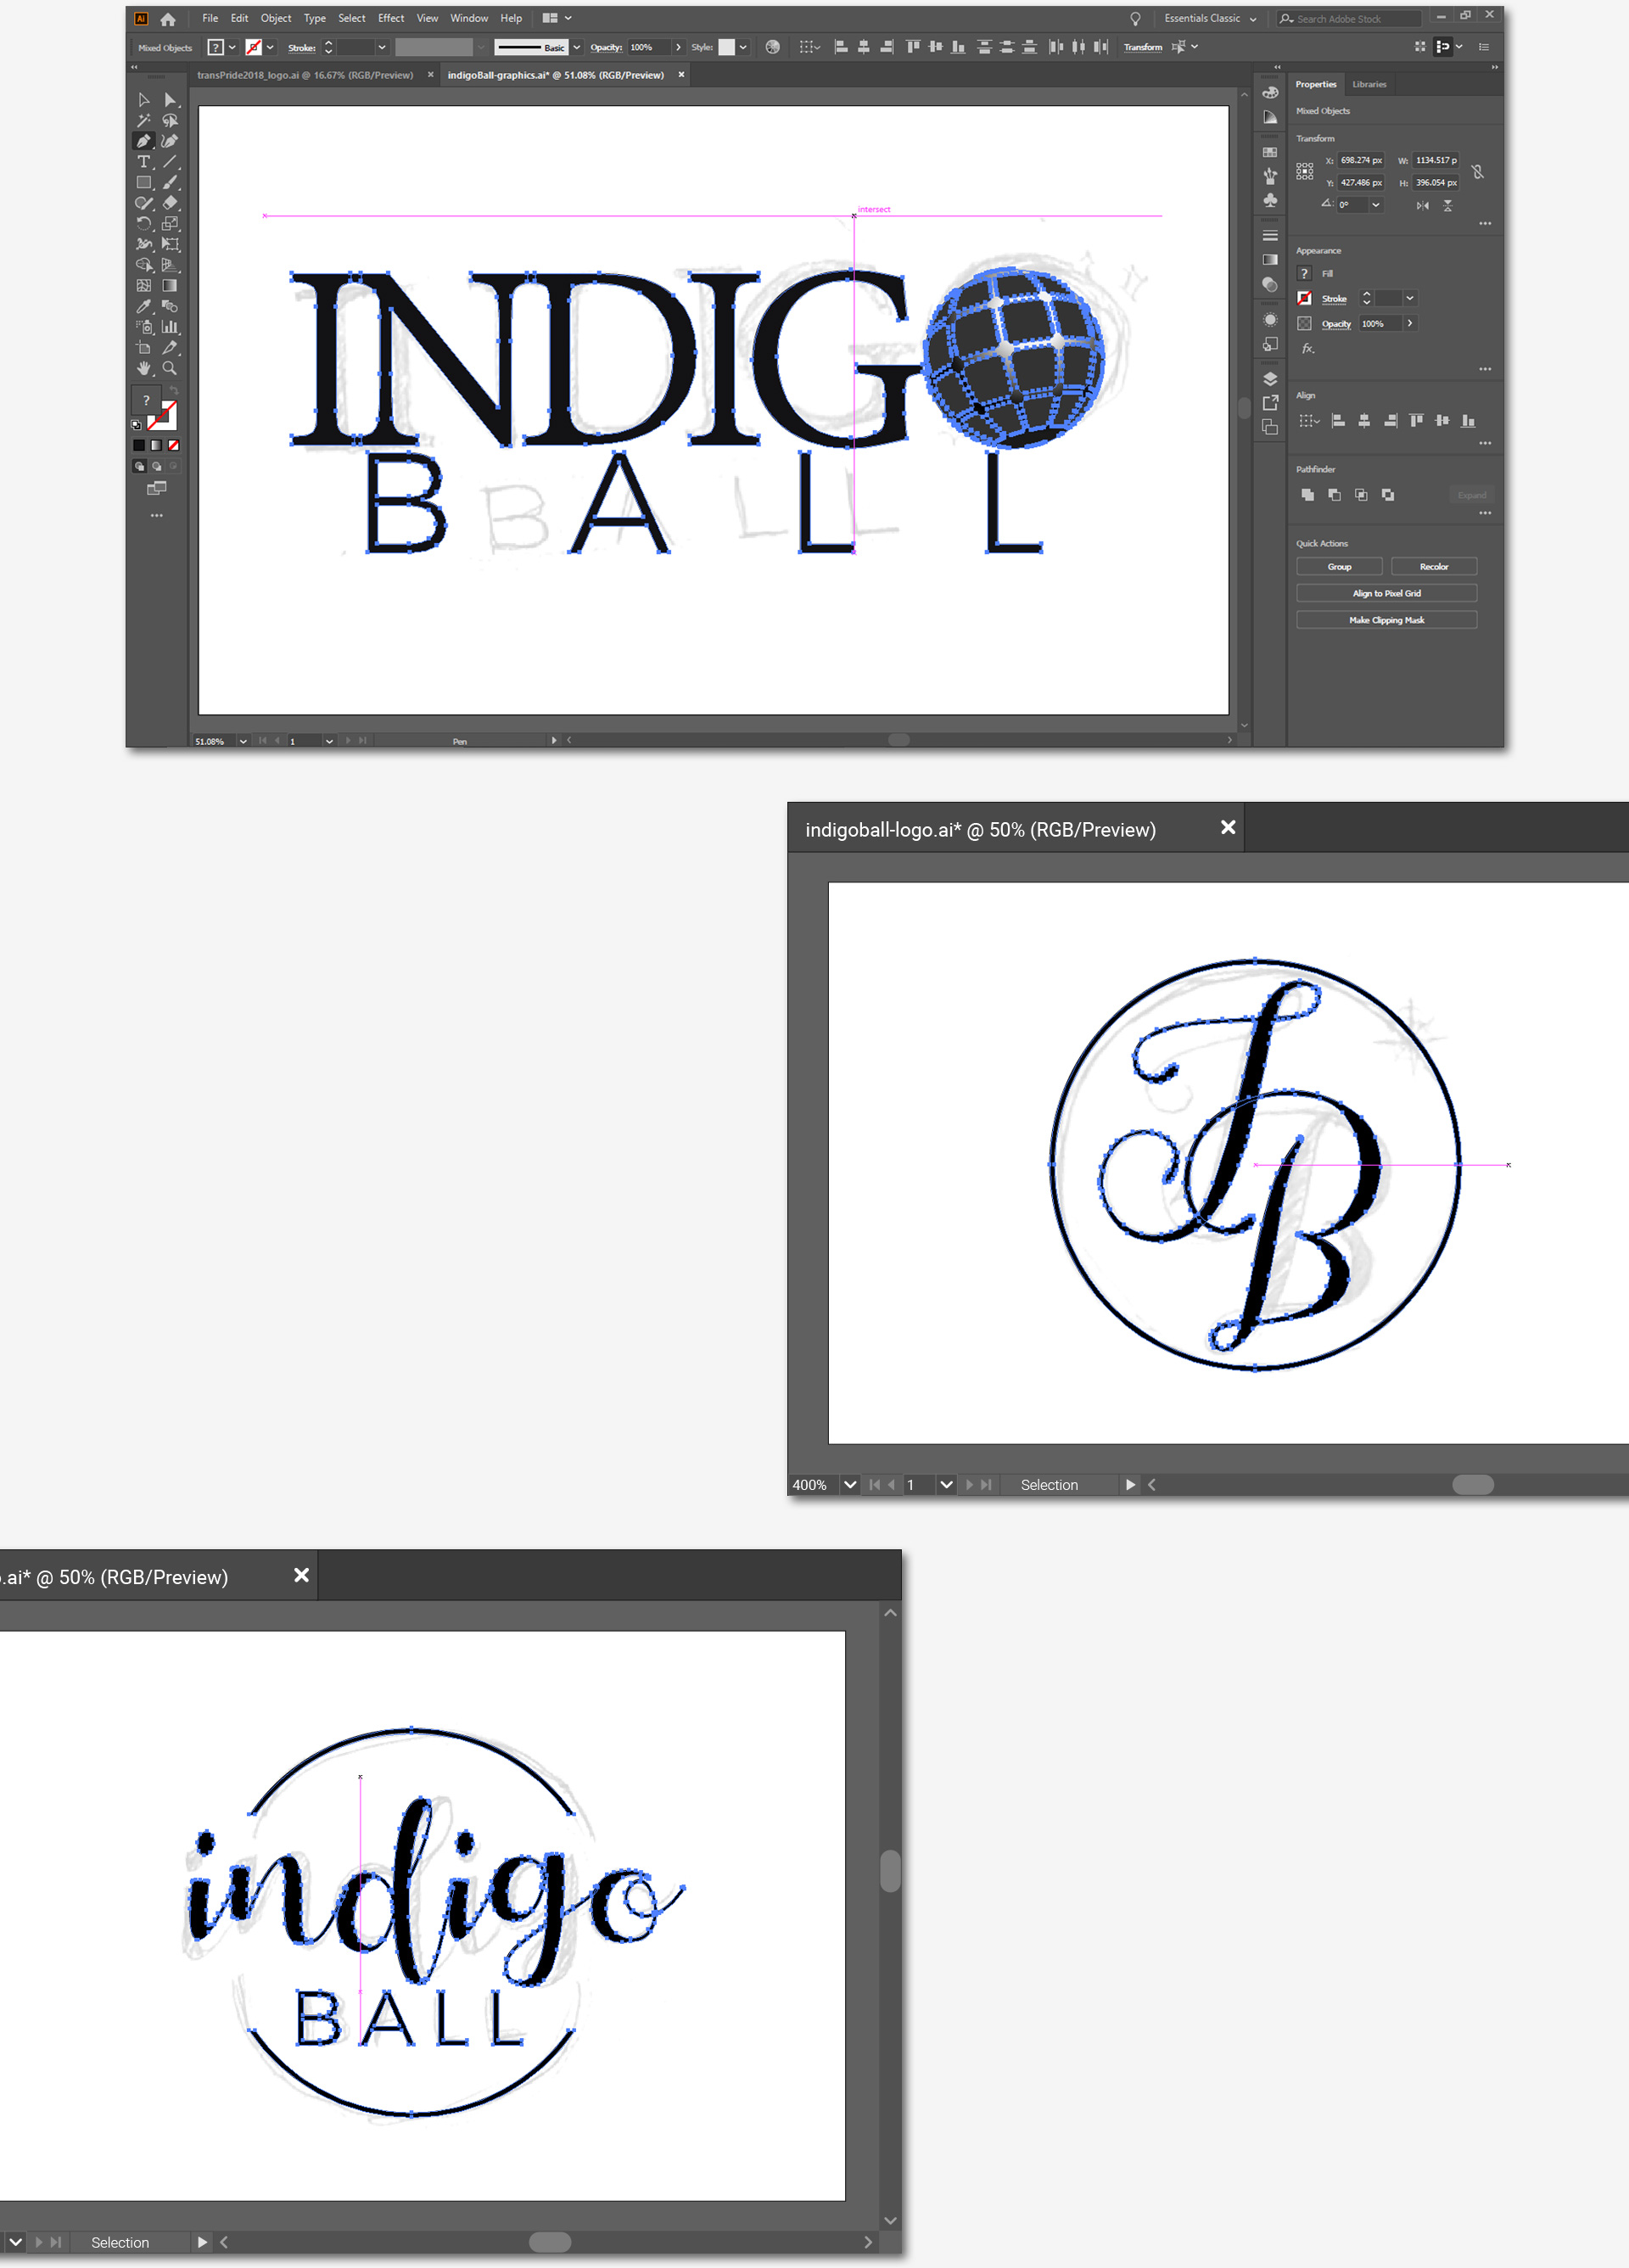 Ai File Edit Object Type Select Effect View Window Help Essentials Classic Search Adobe Stock
Mixed Objects ? Stroke: Basic Opacity: 100% Style: Transform
transPride2018_logo.ai @ 16.67% (RGB/Preview) × indigoBall-graphics.ai* @ 51.08% (RGB/Preview) ×
Properties Libraries
Mixed Objects
Transform
X: 698.274 px W: 1134.517 p
Y: 427.486 px H: 396.054 px
0°
intersect
INDIG
BALL
BALL
Appearance
? Fill
Stroke
Opacity 100%
fx.
Align
Pathfinder
Expand
Quick Actions
Group Recolor
Align to Pixel Grid
Make Clipping Mask
T
?
51.08% 1 Pen
indigoball-logo.ai* @ 50% (RGB/Preview) ×
IB
400% 1 Selection
.ai* @ 50% (RGB/Preview) ×
indigo
BALL
Selection